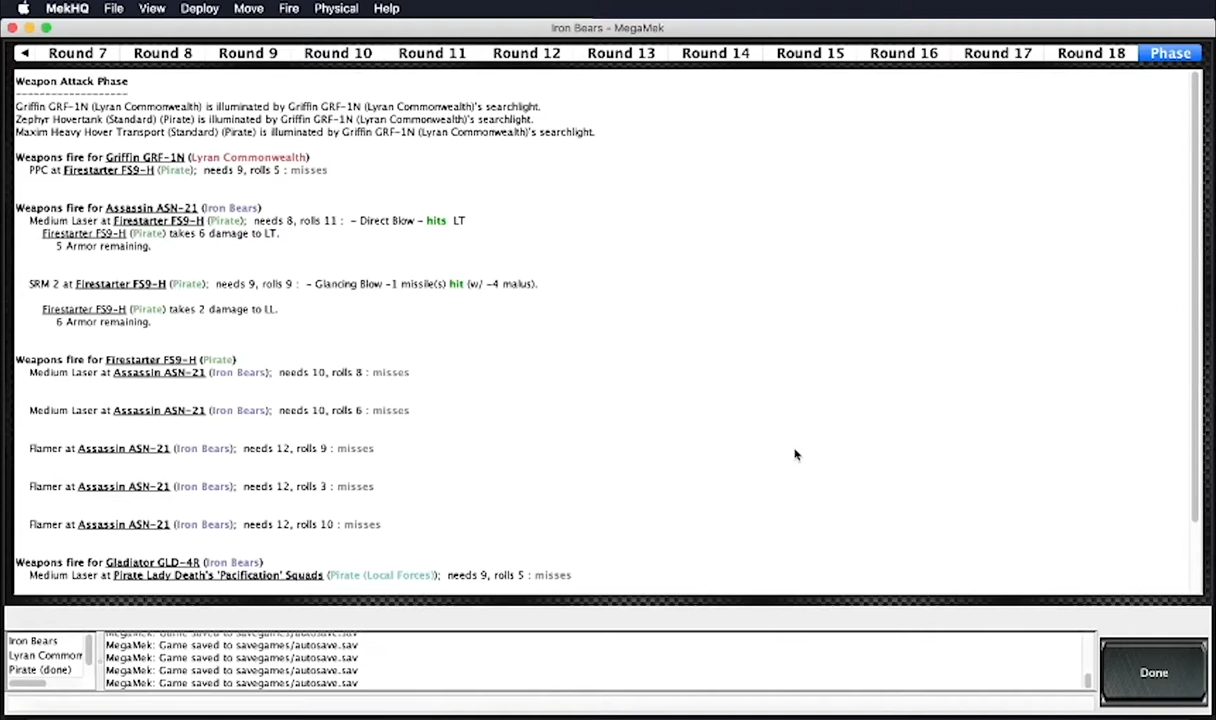 MekHQ File View Deploy Move Fire Physical Help
Iron Bears - MegaMek
Round 7 Round 8 Round 9 Round 10 Round 11 Round 12 Round 13 Round 14 Round 15 Round 16 Round 17 Round 18 Phase
Weapon Attack Phase
--------------------
Griffin GRF-1N (Lyran Commonwealth) is illuminated by Griffin GRF-1N (Lyran Commonwealth)'s searchlight.
Zephyr Hovertank (Standard) (Pirate) is illuminated by Griffin GRF-1N (Lyran Commonwealth)'s searchlight.
Maxim Heavy Hover Transport (Standard) (Pirate) is illuminated by Griffin GRF-1N (Lyran Commonwealth)'s searchlight.
Weapons fire for Griffin GRF-1N (Lyran Commonwealth)
PPC at Firestarter FS9-H (Pirate); needs 9, rolls 5 : misses
Weapons fire for Assassin ASN-21 (Iron Bears)
Medium Laser at Firestarter FS9-H (Pirate); needs 8, rolls 11 : - Direct Blow - hits LT
Firestarter FS9-H (Pirate) takes 6 damage to LT.
5 Armor remaining.
SRM 2 at Firestarter FS9-H (Pirate); needs 9, rolls 9 : - Glancing Blow -1 missile(s) hit (w/ -4 malus).
Firestarter FS9-H (Pirate) takes 2 damage to LL.
6 Armor remaining.
Weapons fire for Firestarter FS9-H (Pirate)
Medium Laser at Assassin ASN-21 (Iron Bears); needs 10, rolls 8 : misses
Medium Laser at Assassin ASN-21 (Iron Bears); needs 10, rolls 6 : misses
Flamer at Assassin ASN-21 (Iron Bears); needs 12, rolls 9 : misses
Flamer at Assassin ASN-21 (Iron Bears); needs 12, rolls 3 : misses
Flamer at Assassin ASN-21 (Iron Bears); needs 12, rolls 10 : misses
Weapons fire for Gladiator GLD-4R (Iron Bears)
Medium Laser at Pirate Lady Death's 'Pacification' Squads (Pirate (Local Forces)); needs 9, rolls 5 : misses
Iron Bears
Lyran Common
Pirate (done)
MegaMek: Game saved to savegames/autosave.sav
MegaMek: Game saved to savegames/autosave.sav
MegaMek: Game saved to savegames/autosave.sav
MegaMek: Game saved to savegames/autosave.sav
MegaMek: Game saved to savegames/autosave.sav
Done